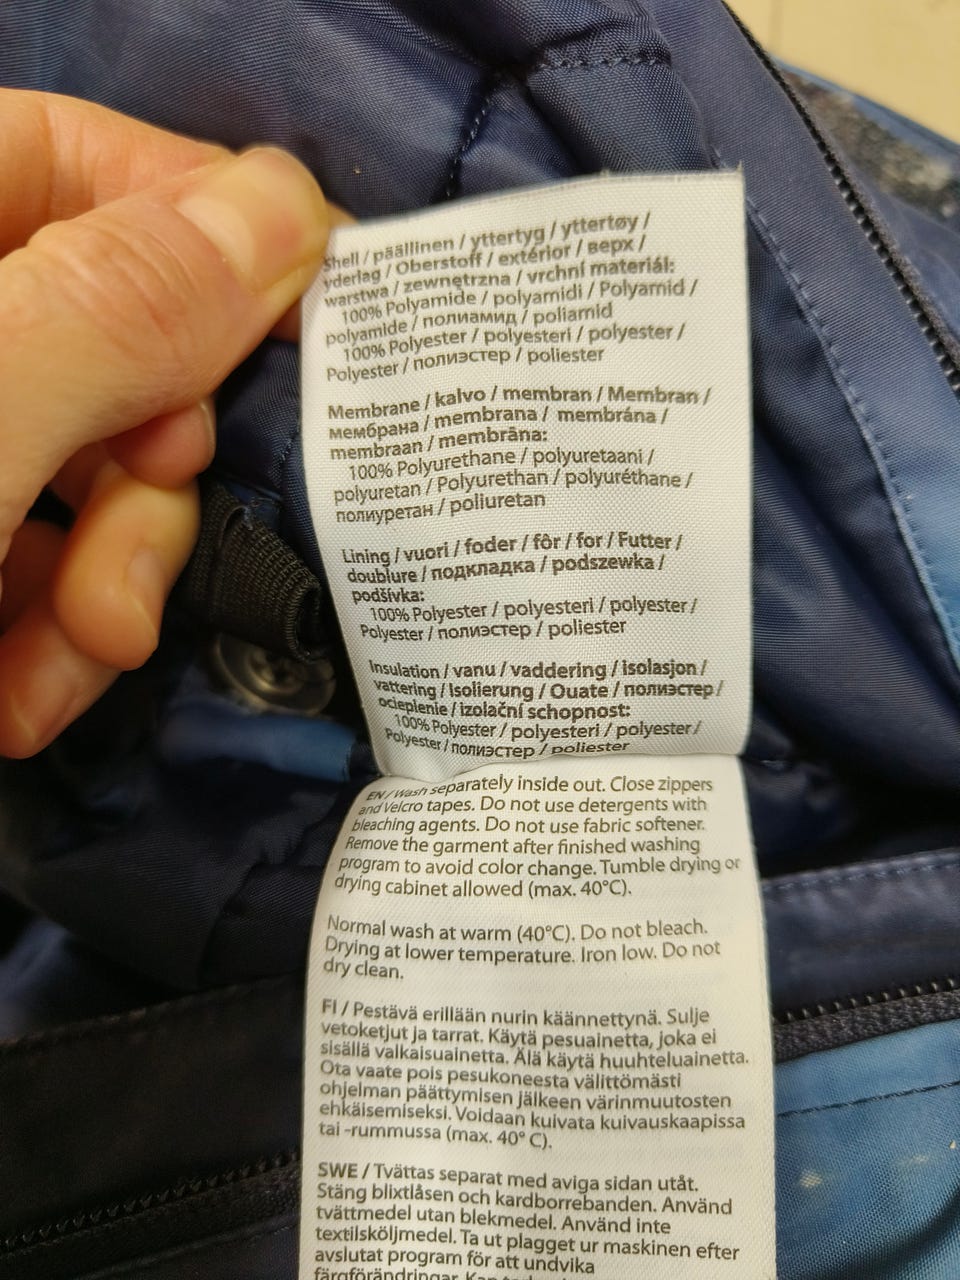 Shell / päällinen / yttertyg / yttertøy /
yderlag / Oberstoff / extérior / верх /
warstwa / zewnętrzna / vrchní materiál:
100% Polyamide / polyamidi / Polyamid /
polyamide / полиамид / poliamid
100% Polyester / polyesteri / polyester /
Polyester / полиэстер / poliester
Membrane / kalvo / membran / Membran /
мембрана / membrana / membrána /
membraan / membrāna:
100% Polyurethane / polyuretaani /
polyuretan / Polyurethan / polyuréthane /
полиуретан / poliuretan
Lining / vuori / foder / fôr / for / Futter /
doublure / подкладка / podszewka /
podšívka:
100% Polyester / polyesteri / polyester /
Polyester / полиэстер / poliester
Insulation / vanu / vaddering / isolasjon /
vattering / Isolierung / Ouate / полиэстер /
ocieplenie / izolační schopnost:
100% Polyester / polyesteri / polyester /
Polyester / полиэстер / poliester
EN / Wash separately inside out. Close zippers
and Velcro tapes. Do not use detergents with
bleaching agents. Do not use fabric softener.
Remove the garment after finished washing
program to avoid color change. Tumble drying or
drying cabinet allowed (max. 40°C).
Normal wash at warm (40°C). Do not bleach.
Drying at lower temperature. Iron low. Do not
dry clean.
FI / Pestävä erillään nurin käännettynä. Sulje
vetoketjut ja tarrat. Käytä pesuainetta, joka ei
sisällä valkaisuainetta. Älä käytä huuhteluainetta.
Ota vaate pois pesukoneesta välittömästi
ohjelman päättymisen jälkeen värinmuutosten
ehkäisemiseksi. Voidaan kuivata kuivauskaapissa
tai -rummussa (max. 40° C).
SWE / Tvättas separat med aviga sidan utåt.
Stäng blixtlåsen och kardborrebanden. Använd
tvättmedel utan blekmedel. Använd inte
textilsköljmedel. Ta ut plagget ur maskinen efter
avslutat program för att undvika
färgförändringar. Kan